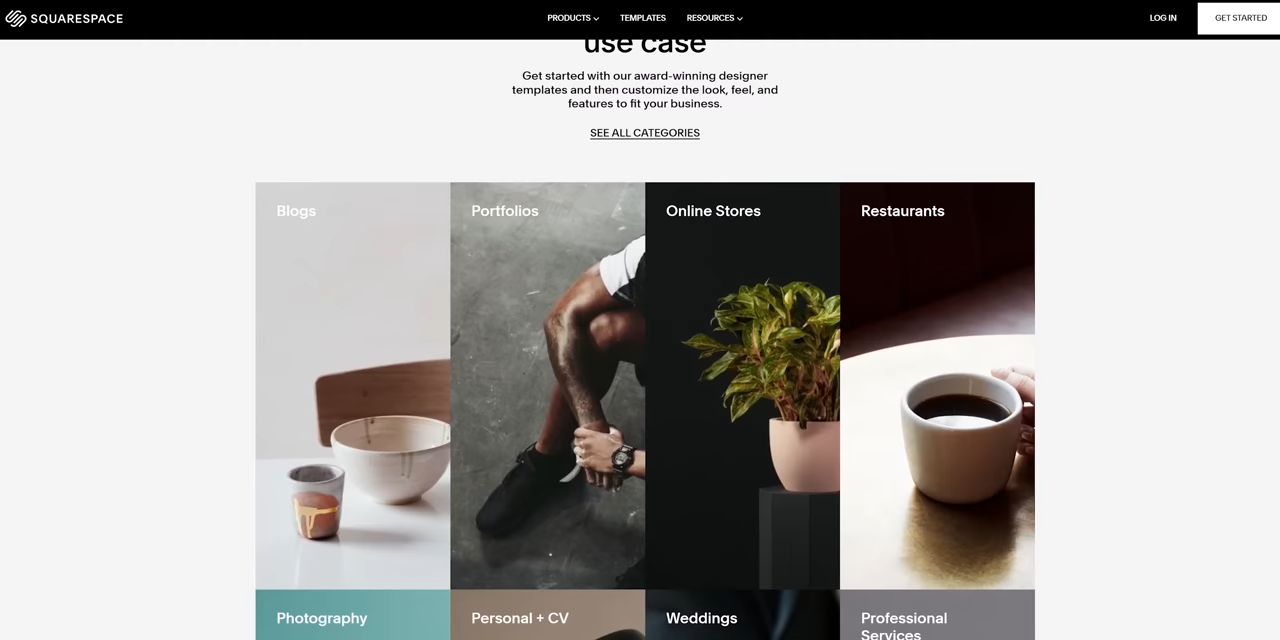 SQUARESPACE
PRODUCTS
TEMPLATES
RESOURCES
LOG IN
GET STARTED
use case
Get started with our award-winning designer
templates and then customize the look, feel, and
features to fit your business.
SEE ALL CATEGORIES
Blogs
Portfolios
Online Stores
Restaurants
Photography
Personal + CV
Weddings
Professional
Services